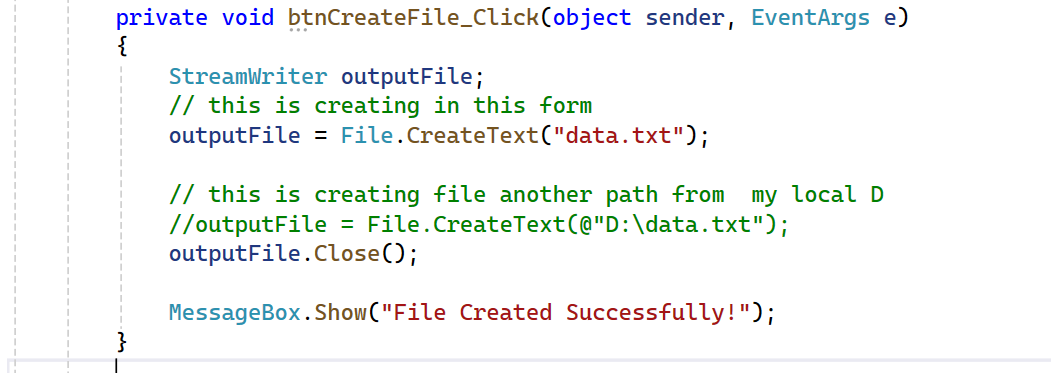 private void btnCreateFile_Click(object sender, EventArgs e)
{
StreamWriter outputFile;
// this is creating in this form
outputFile = File.CreateText("data.txt");
// this is creating file another path from  my local D
//outputFile = File.CreateText(@"D:\data.txt");
outputFile.Close();
MessageBox.Show("File Created Successfully!");
}